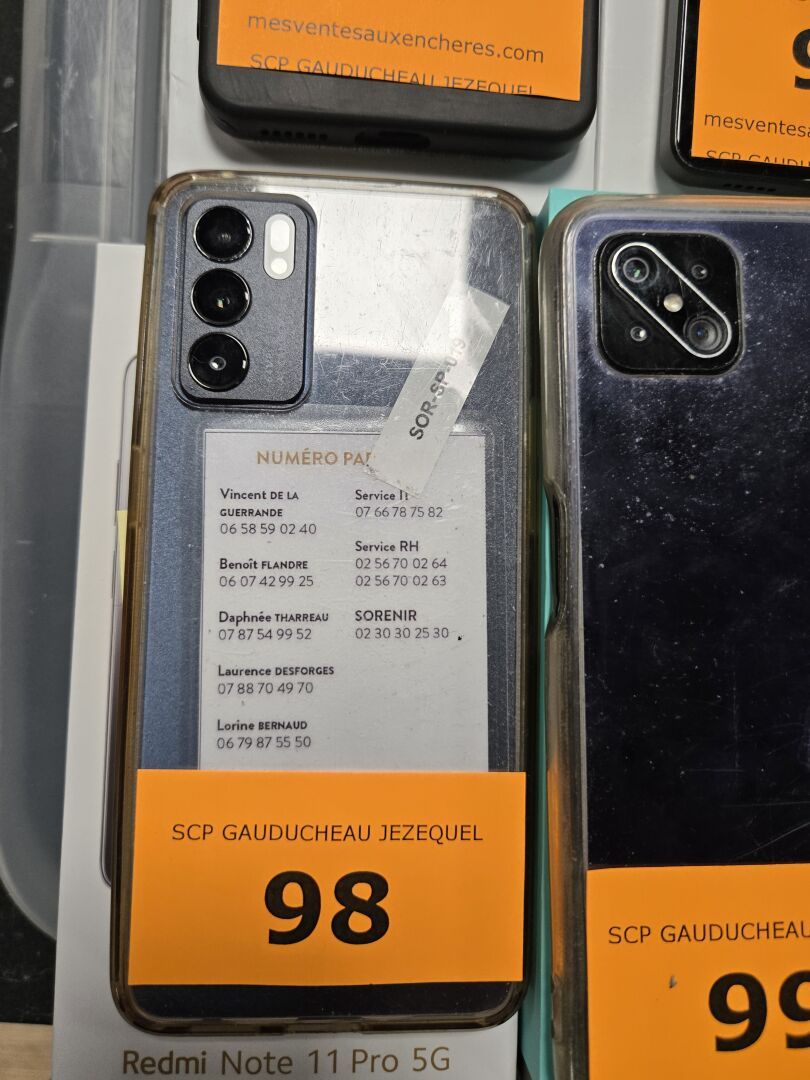 mesventesauxencheres.com
SCP GAUDUCHEAU JEZEQUEL
mesventes
SCP GAUDU
SOR-SP-019
NUMÉRO
Vincent DE LA
GUERRANDE
06 58 59 02 40
Benoît FLANDRE
06 07 42 99 25
Daphnée THARREAU
07 87 54 99 52
Laurence DESFORGES
07 88 70 49 70
Lorine BERNAUD
06 79 87 55 50
Service
07 66 78 75 82
Service RH
02 56 70 02 64
02 56 70 02 63
SORENIR
02 30 30 25 30
SCP GAUDUCHEAU JEZEQUEL
98
Redmi Note 11 Pro 5G
SCP GAUDUCHEAU
99